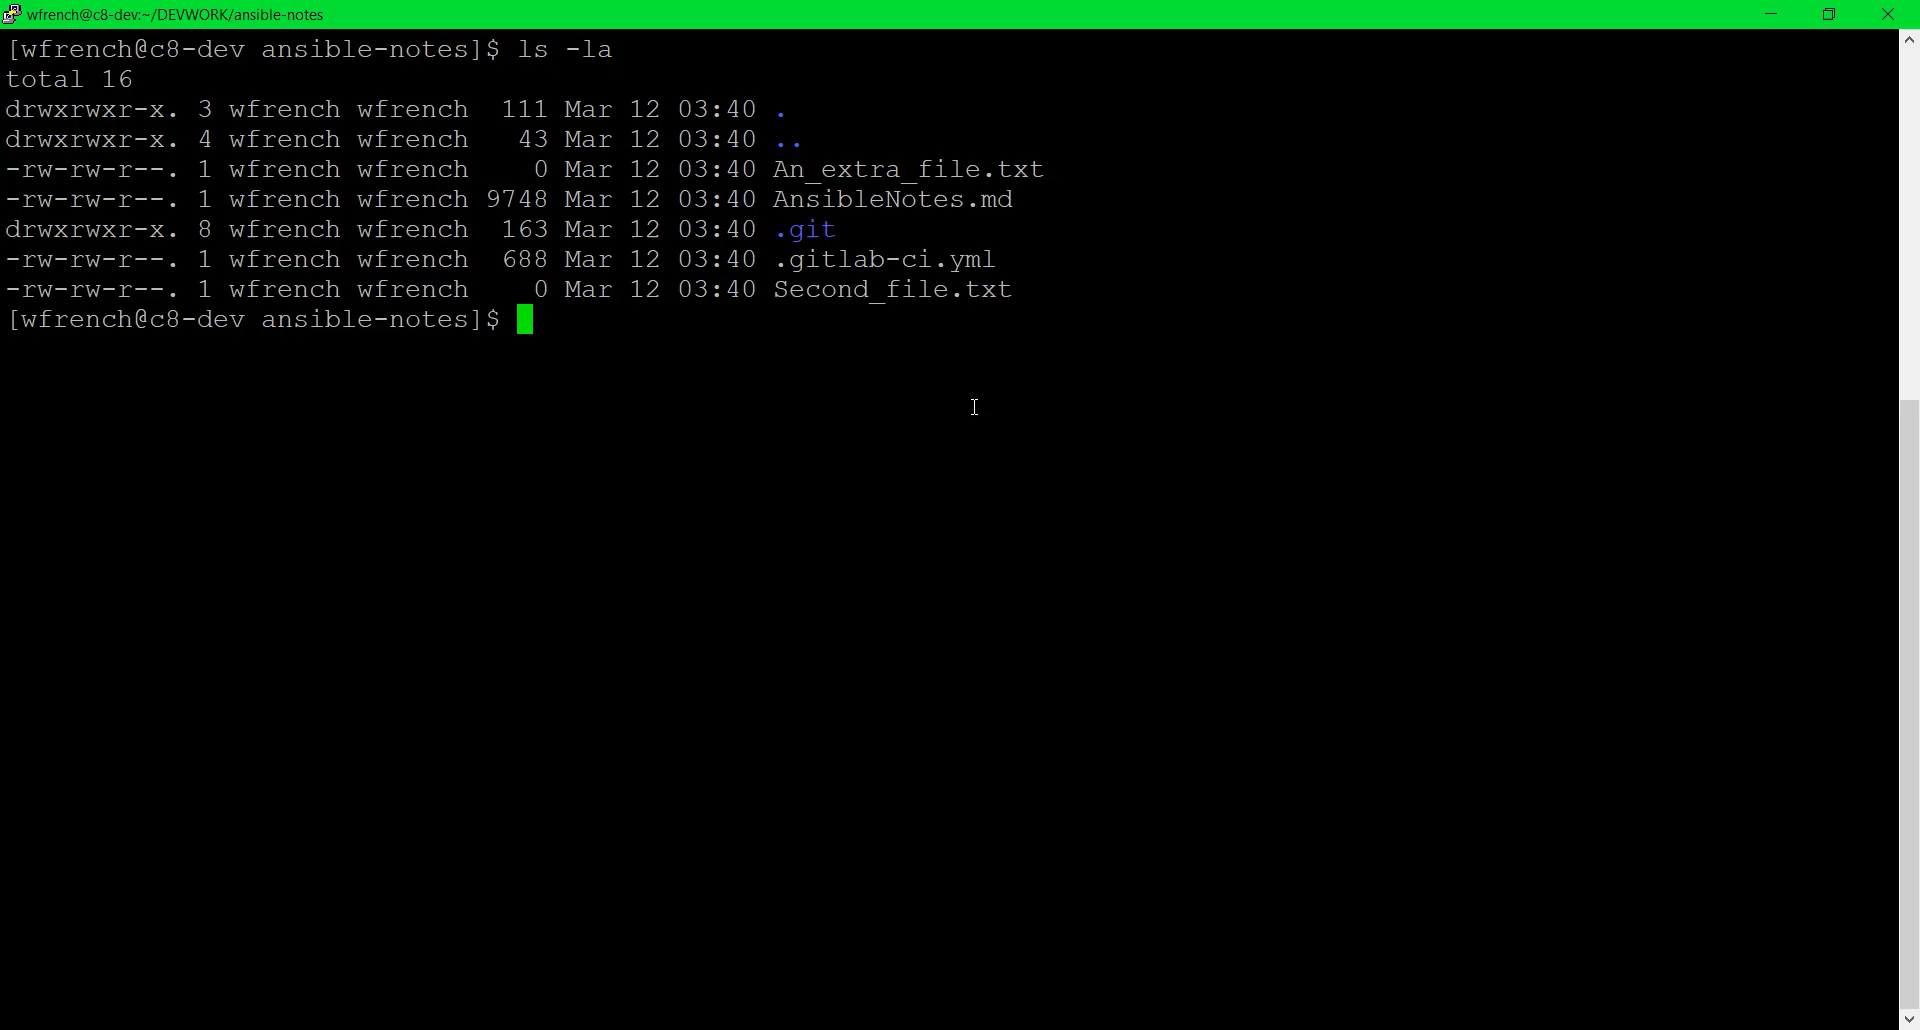 wfrench@c8-dev:~/DEVWORK/ansible-notes
[wfrench@c8-dev ansible-notes]$ ls -la
total 16
drwxrwxr-x. 3 wfrench wfrench  111 Mar 12 03:40 .
drwxrwxr-x. 4 wfrench wfrench   43 Mar 12 03:40 ..
-rw-rw-r--. 1 wfrench wfrench    0 Mar 12 03:40 An_extra_file.txt
-rw-rw-r--. 1 wfrench wfrench 9748 Mar 12 03:40 AnsibleNotes.md
drwxrwxr-x. 8 wfrench wfrench  163 Mar 12 03:40 .git
-rw-rw-r--. 1 wfrench wfrench  688 Mar 12 03:40 .gitlab-ci.yml
-rw-rw-r--. 1 wfrench wfrench    0 Mar 12 03:40 Second_file.txt
[wfrench@c8-dev ansible-notes]$